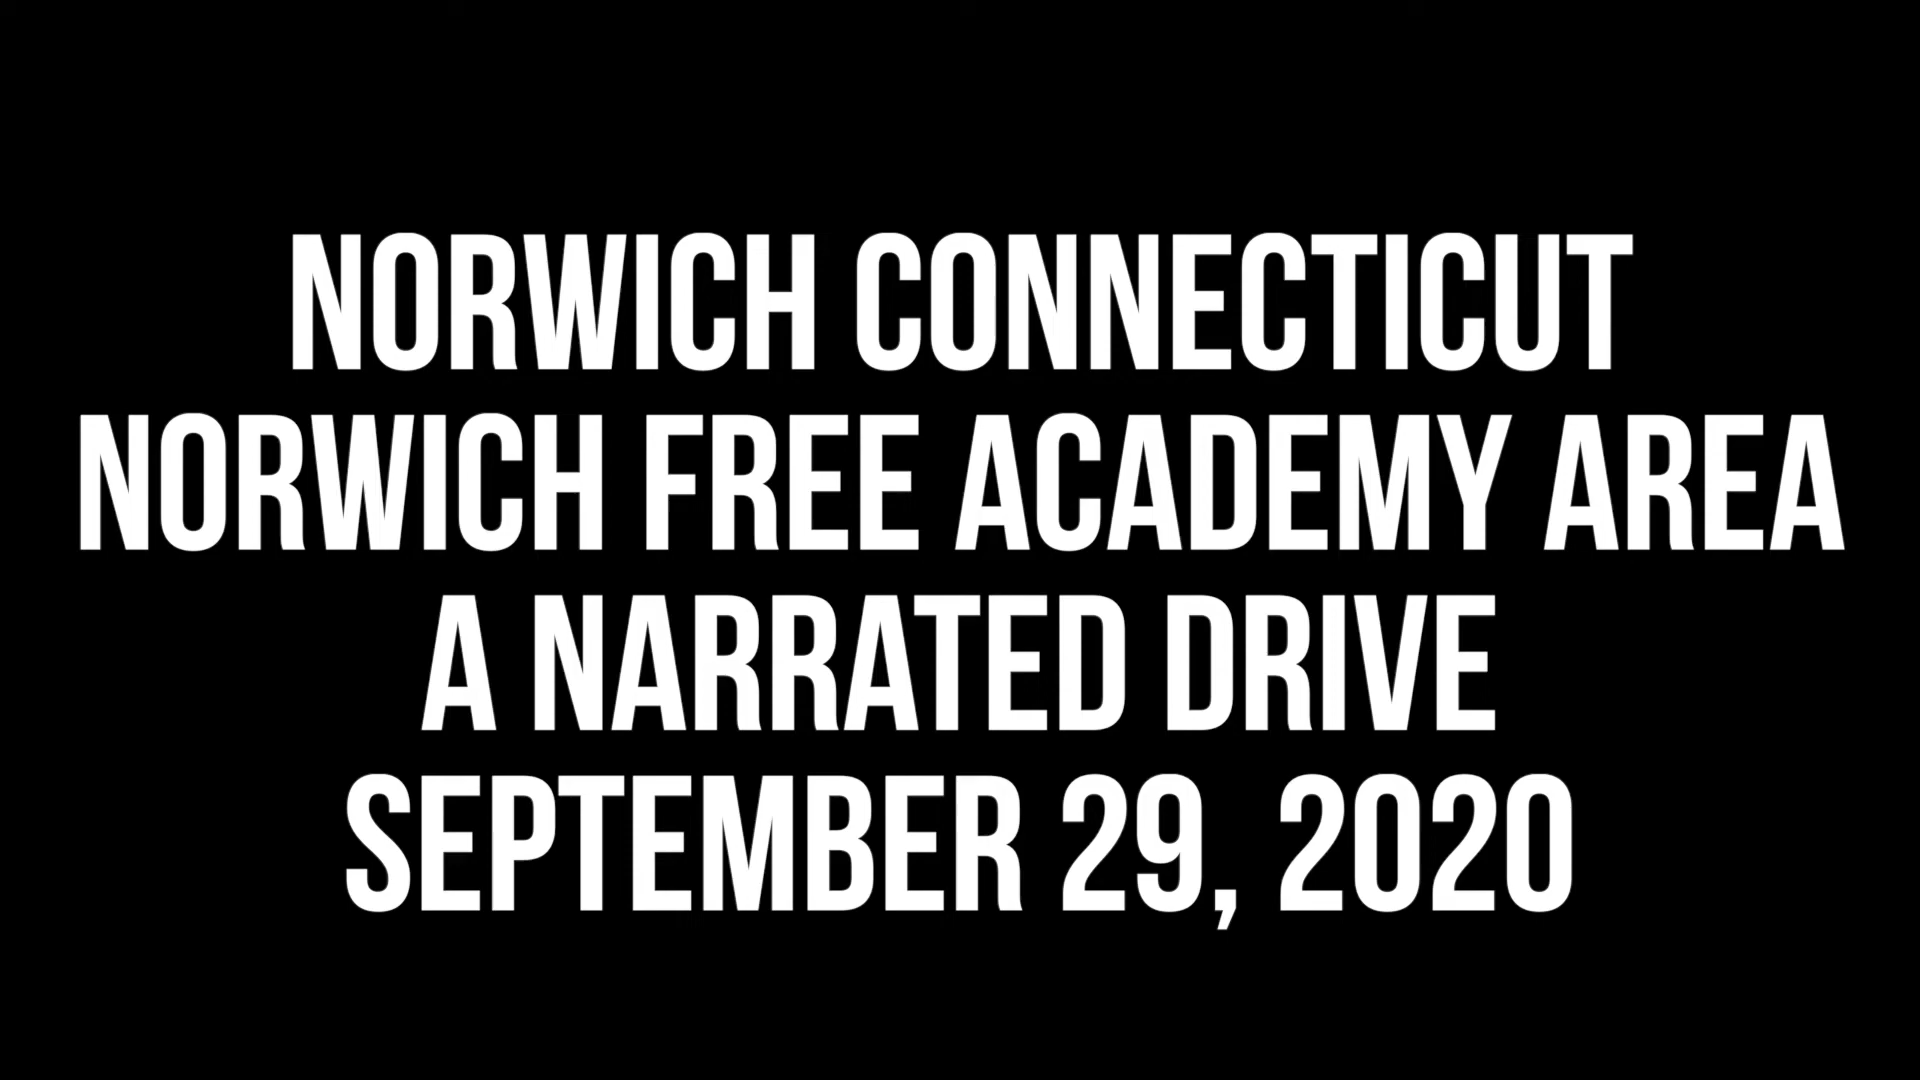 NORWICH CONNECTICUT
NORWICH FREE ACADEMY AREA
A NARRATED DRIVE
SEPTEMBER 29, 2020